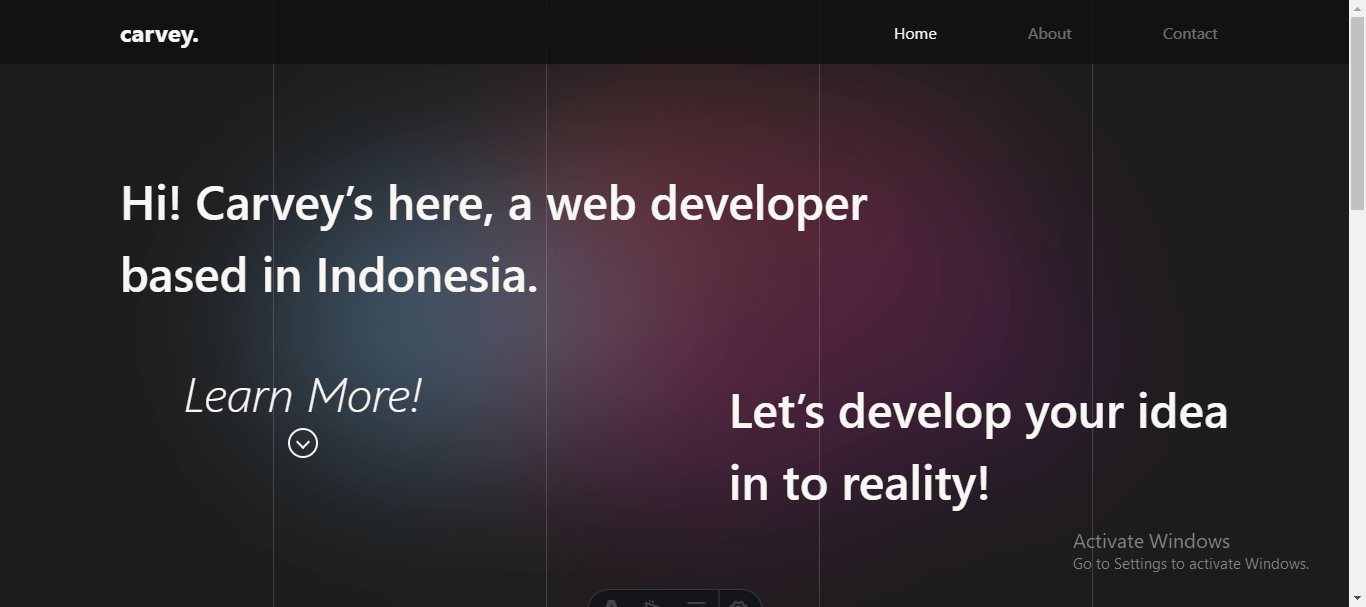 carvey.
Home
About
Contact
Hi! Carvey’s here, a web developer
based in Indonesia.
Learn More!
Let’s develop your idea
in to reality!
Activate Windows
Go to Settings to activate Windows.